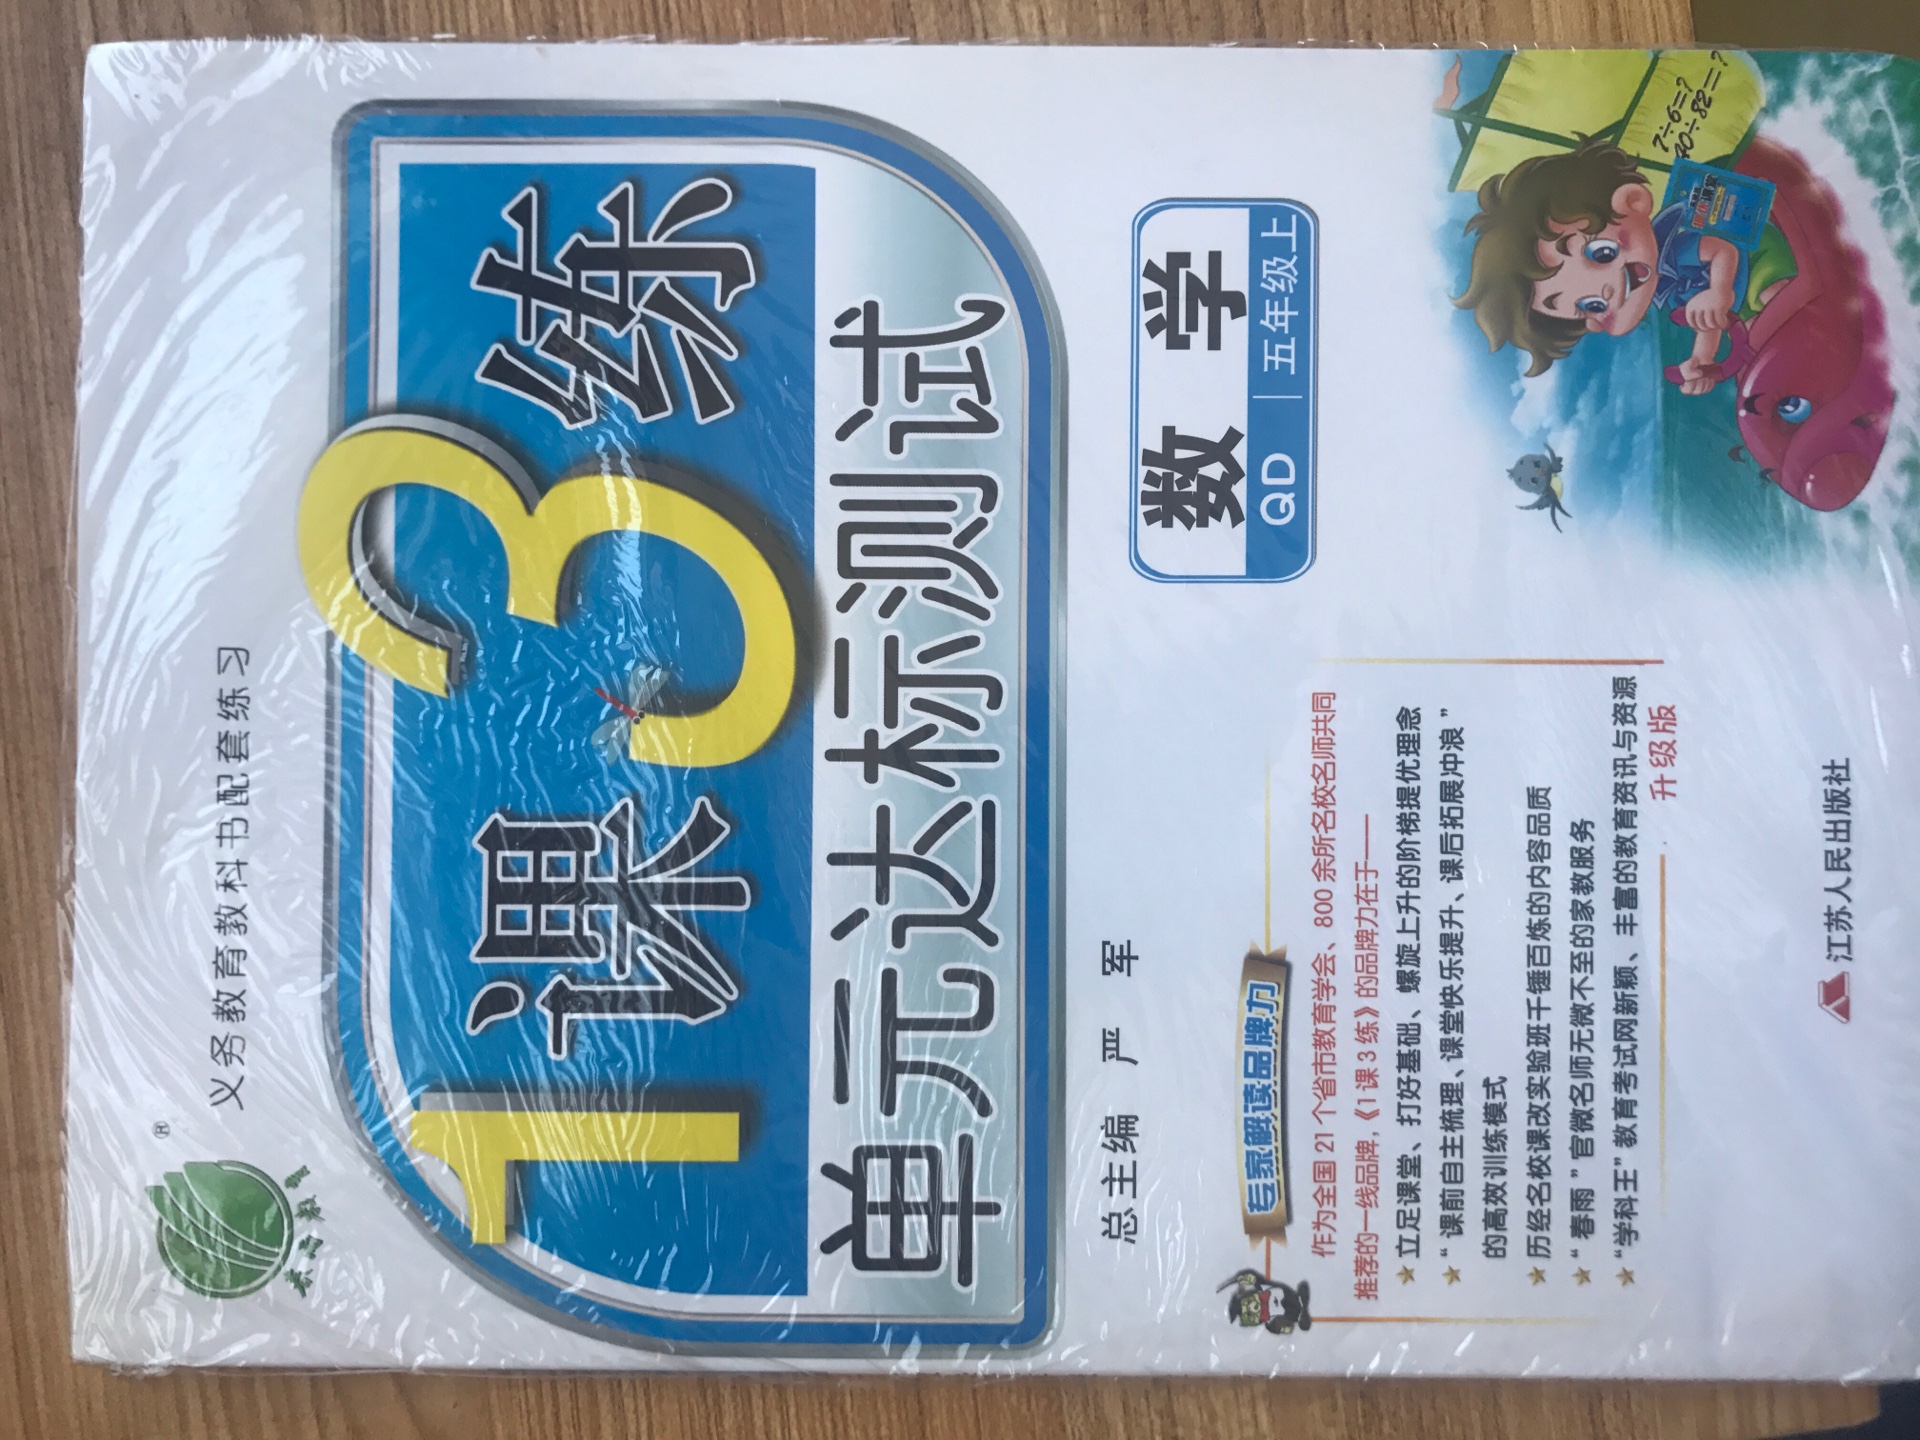 春雨教育
®
义务教育教科书配套练习
1课3练
单元达标测试
总主编 严 军
数 学
QD 五年级上
7÷6=?
40÷82=?
专家解读品牌力
作为全国21个省市教育学会、800余所名校名师共同
推荐的一线品牌,《1课3练》的品牌力在于——
★立足课堂、打好基础、螺旋上升的阶梯提优理念
★“课前自主梳理、课堂快乐提升、课后拓展冲浪”
的高效训练模式
★历经名校课改实验班千锤百炼的内容品质
★“春雨”官微名师无微不至的家教服务
★“学科王”教育考试网新颖、丰富的教育资讯与资源
升级版
江苏人民出版社